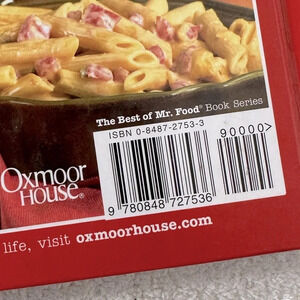 The Best of Mr. Food® Book Series
ISBN 0-8487-2753-3
90000>
9 780848 727536
Oxmoor
HOUSE®
life, visit oxmoorhouse.com